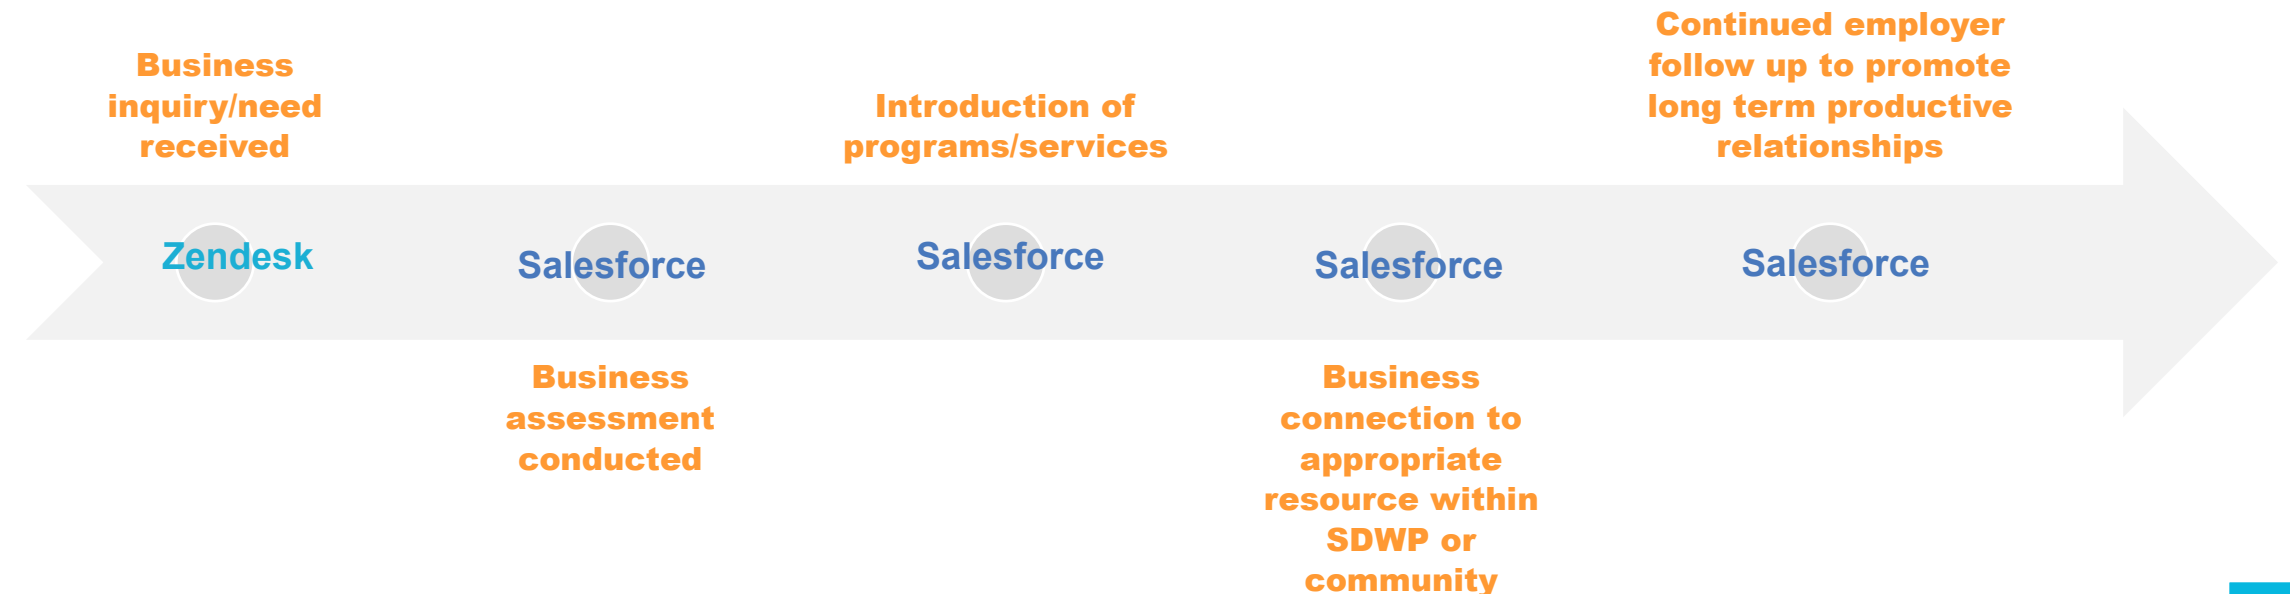 Business
inquiry/need
received
Zendesk
Business
assessment
conducted
Salesforce
Introduction of
programs/services
Salesforce
Business
connection to
appropriate
resource within
SDWP or
community
Salesforce
Continued employer
follow up to promote
long term productive
relationships
Salesforce